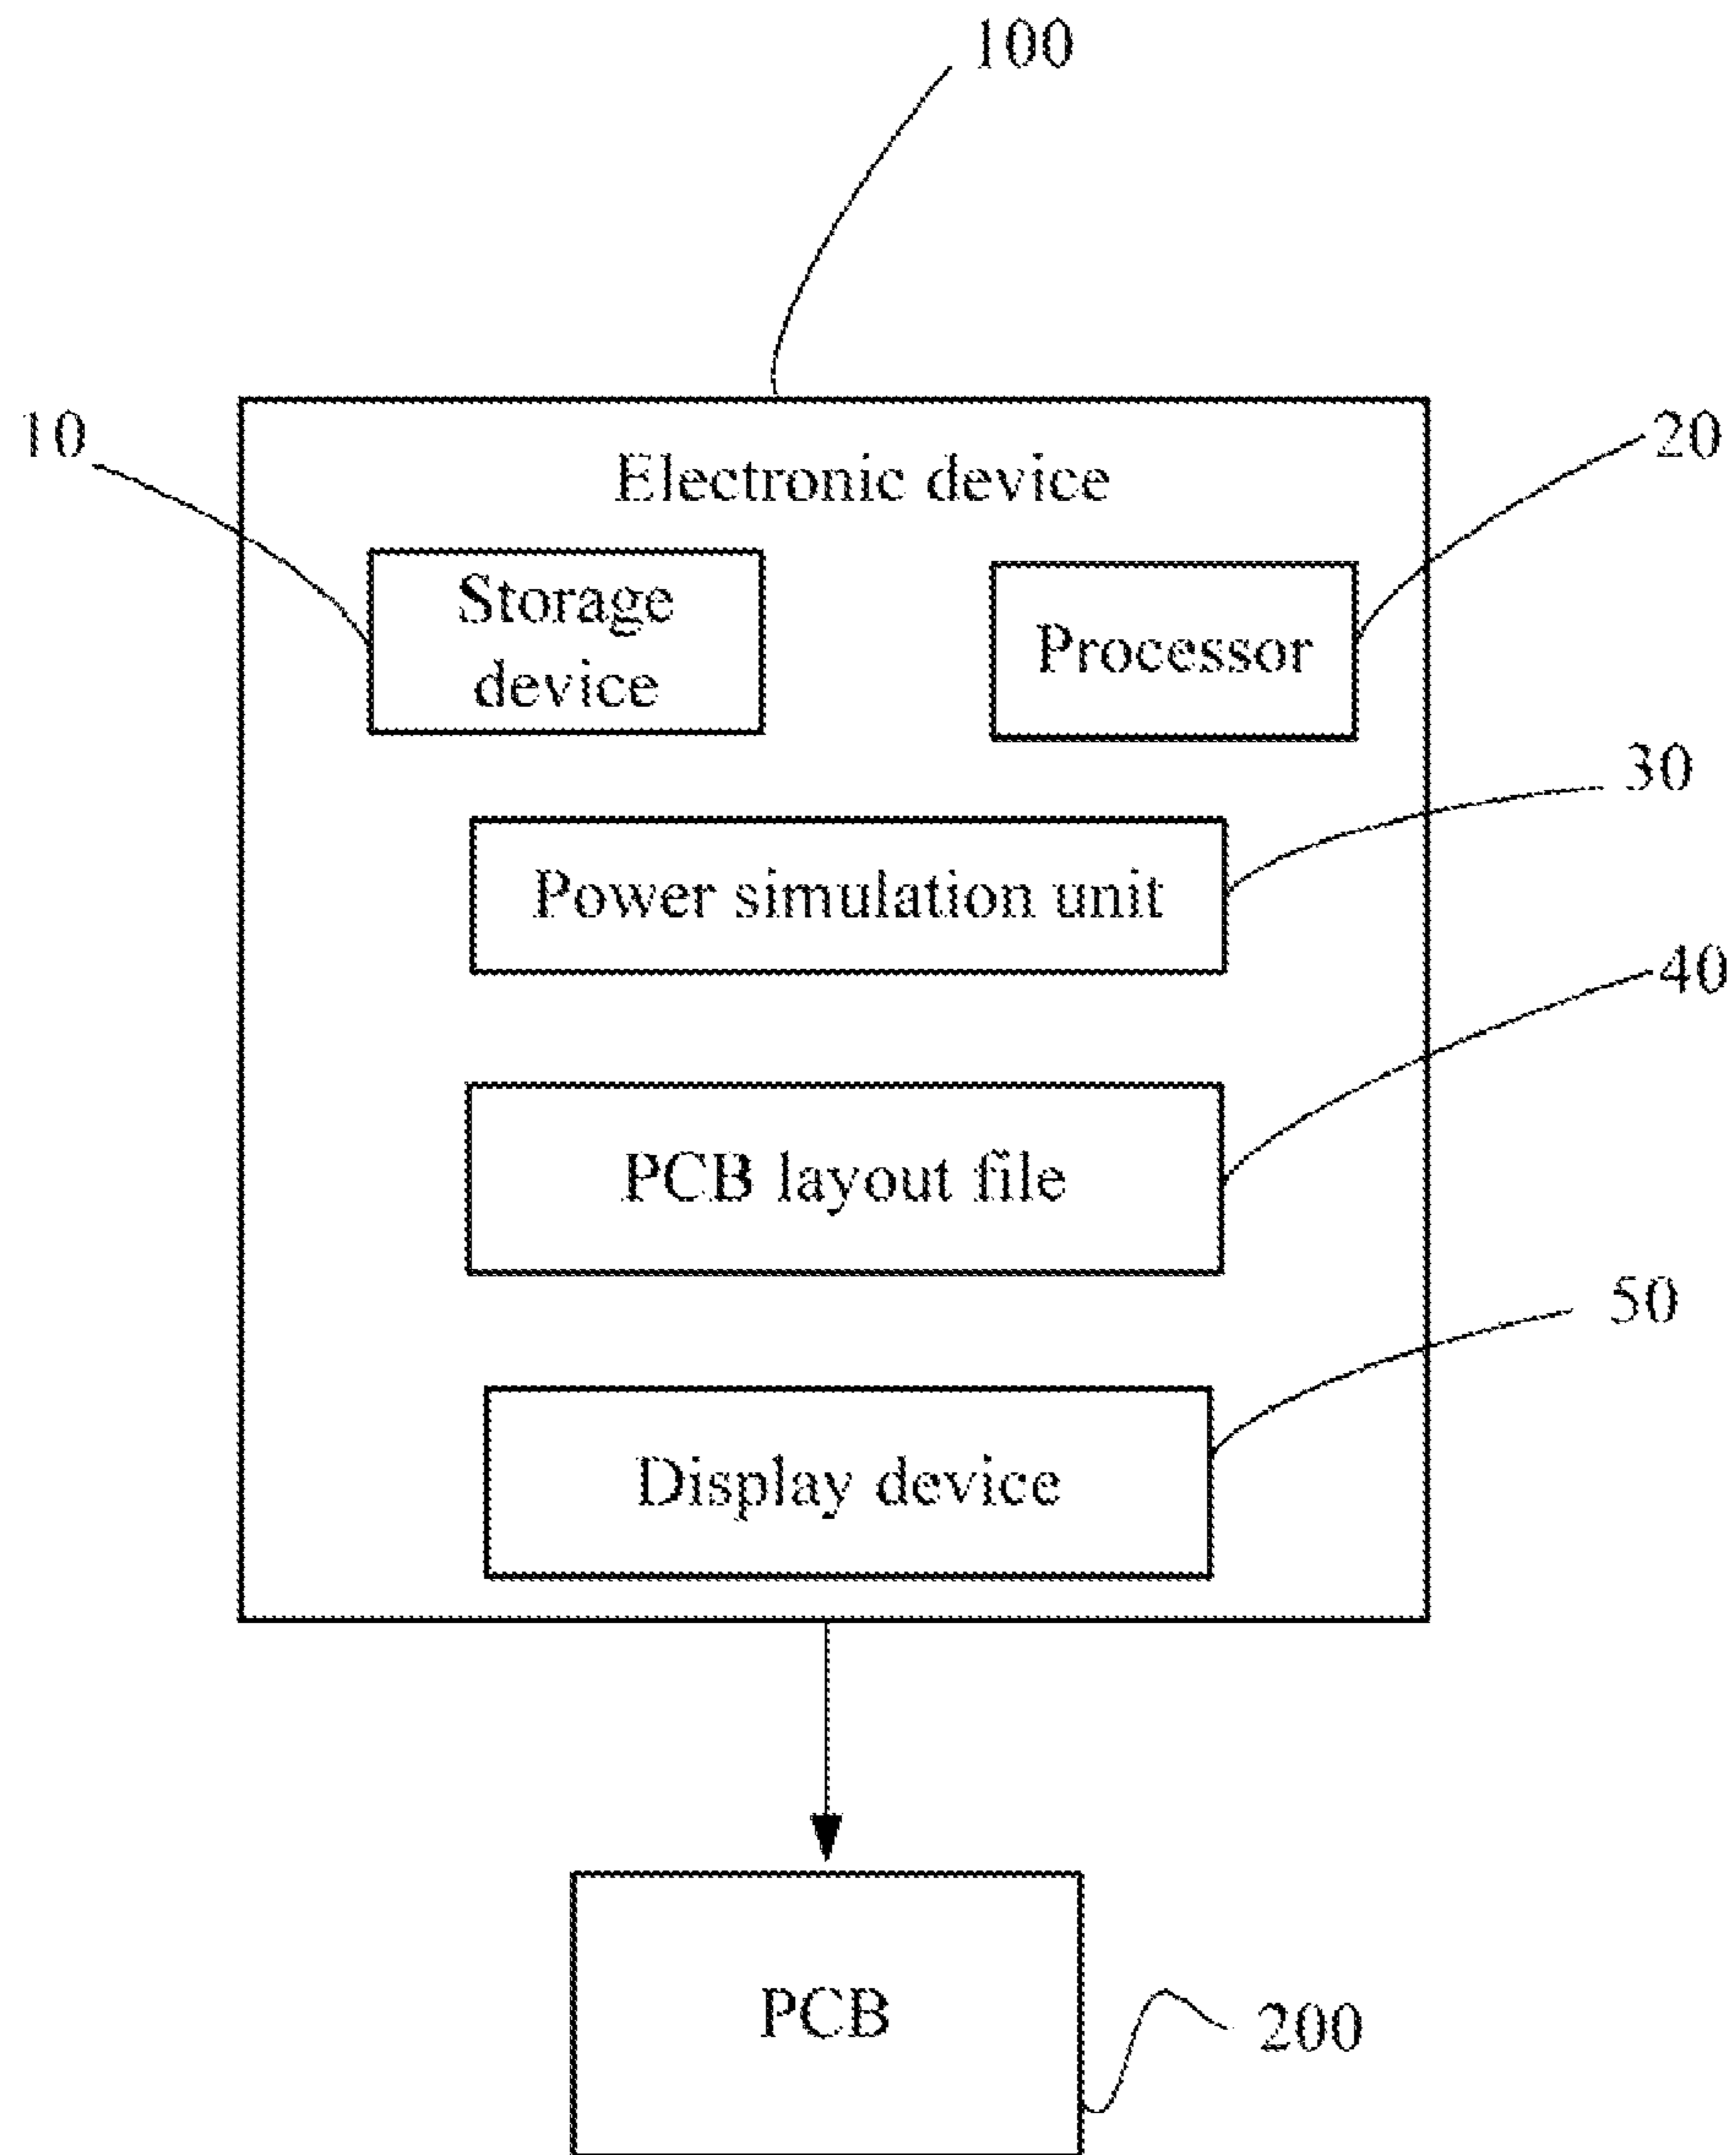 100
10
20
Electronic device
Storage
device
Processor
30
Power simulation unit
40
PCB layout file
50
Display device
PCB
200